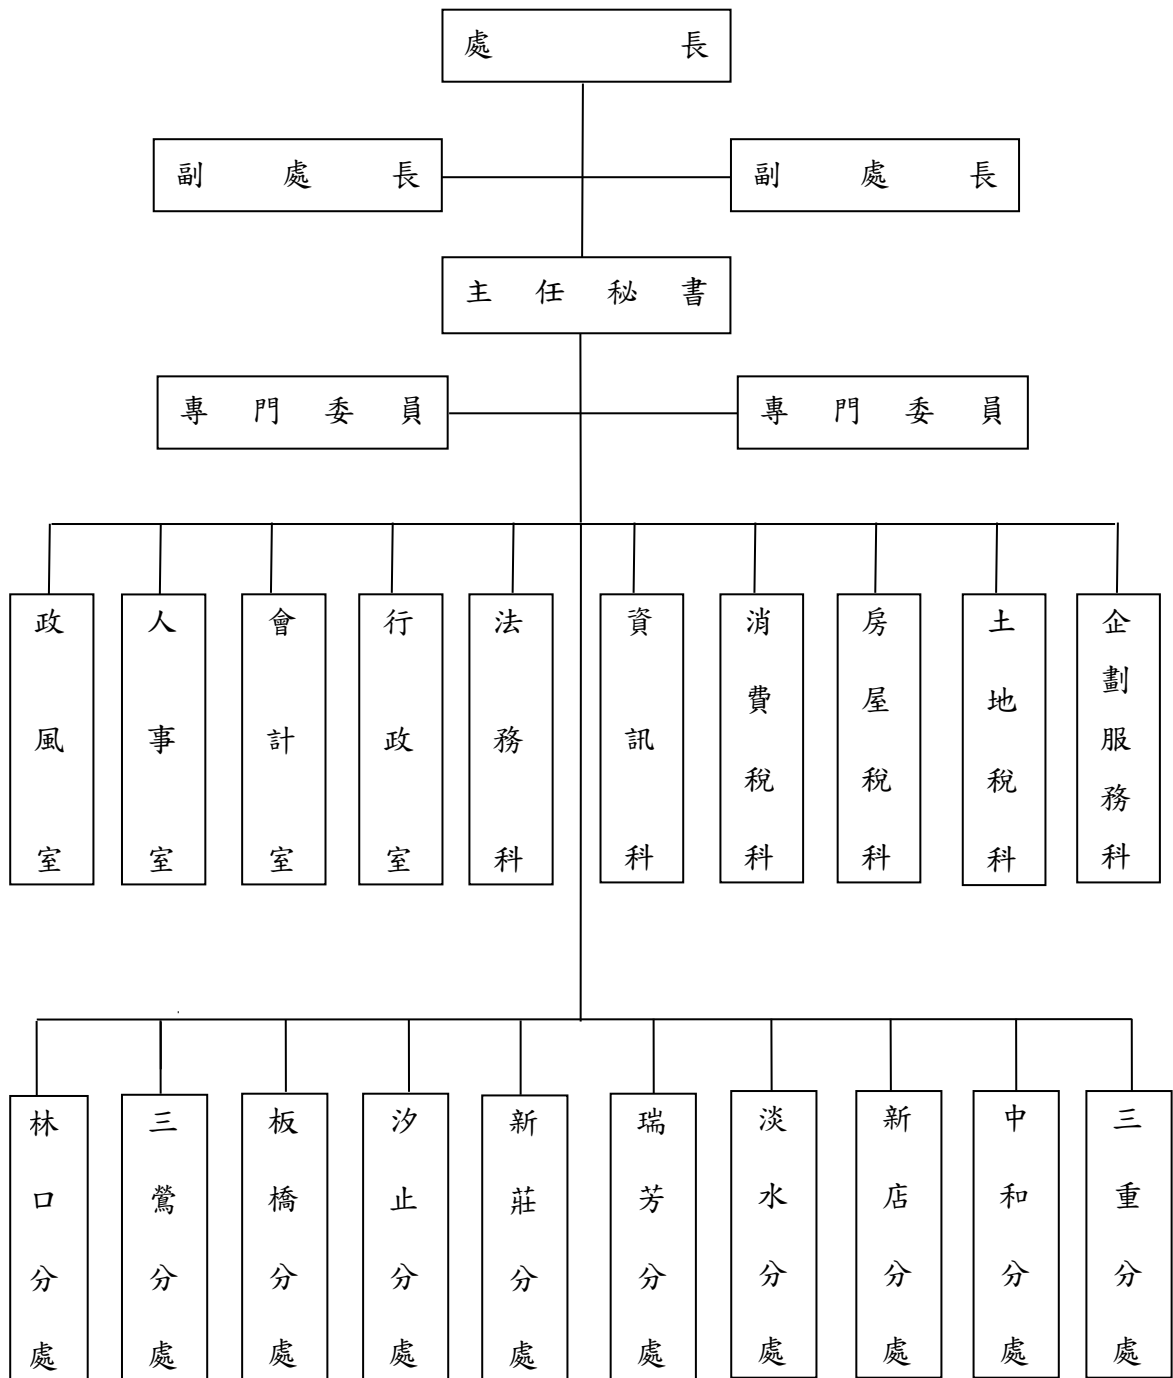 處長
副處長
副處長
主任秘書
專門委員
專門委員
政風室
人事室
會計室
行政室
法務科
資訊科
消費稅科
房屋稅科
土地稅科
企劃服務科
林口分處
三鶯分處
板橋分處
汐止分處
新莊分處
瑞芳分處
淡水分處
新店分處
中和分處
三重分處